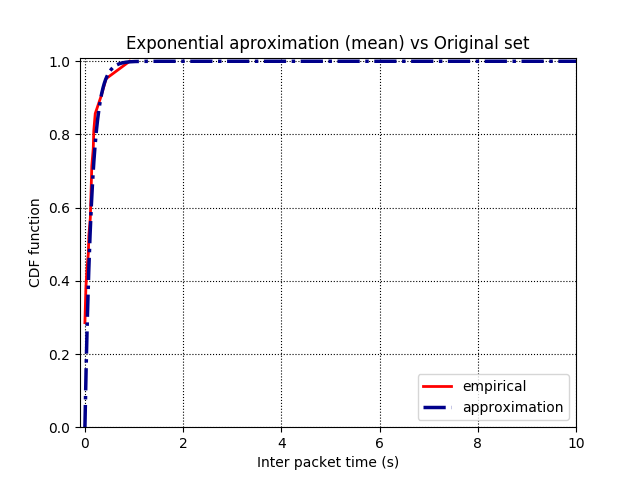 Exponential aproximation (mean) vs Original set
1.0
0.8
0.6
0.4
0.2
0.0
CDF function
empirical
approximation
0 2 4 6 8 10
Inter packet time (s)